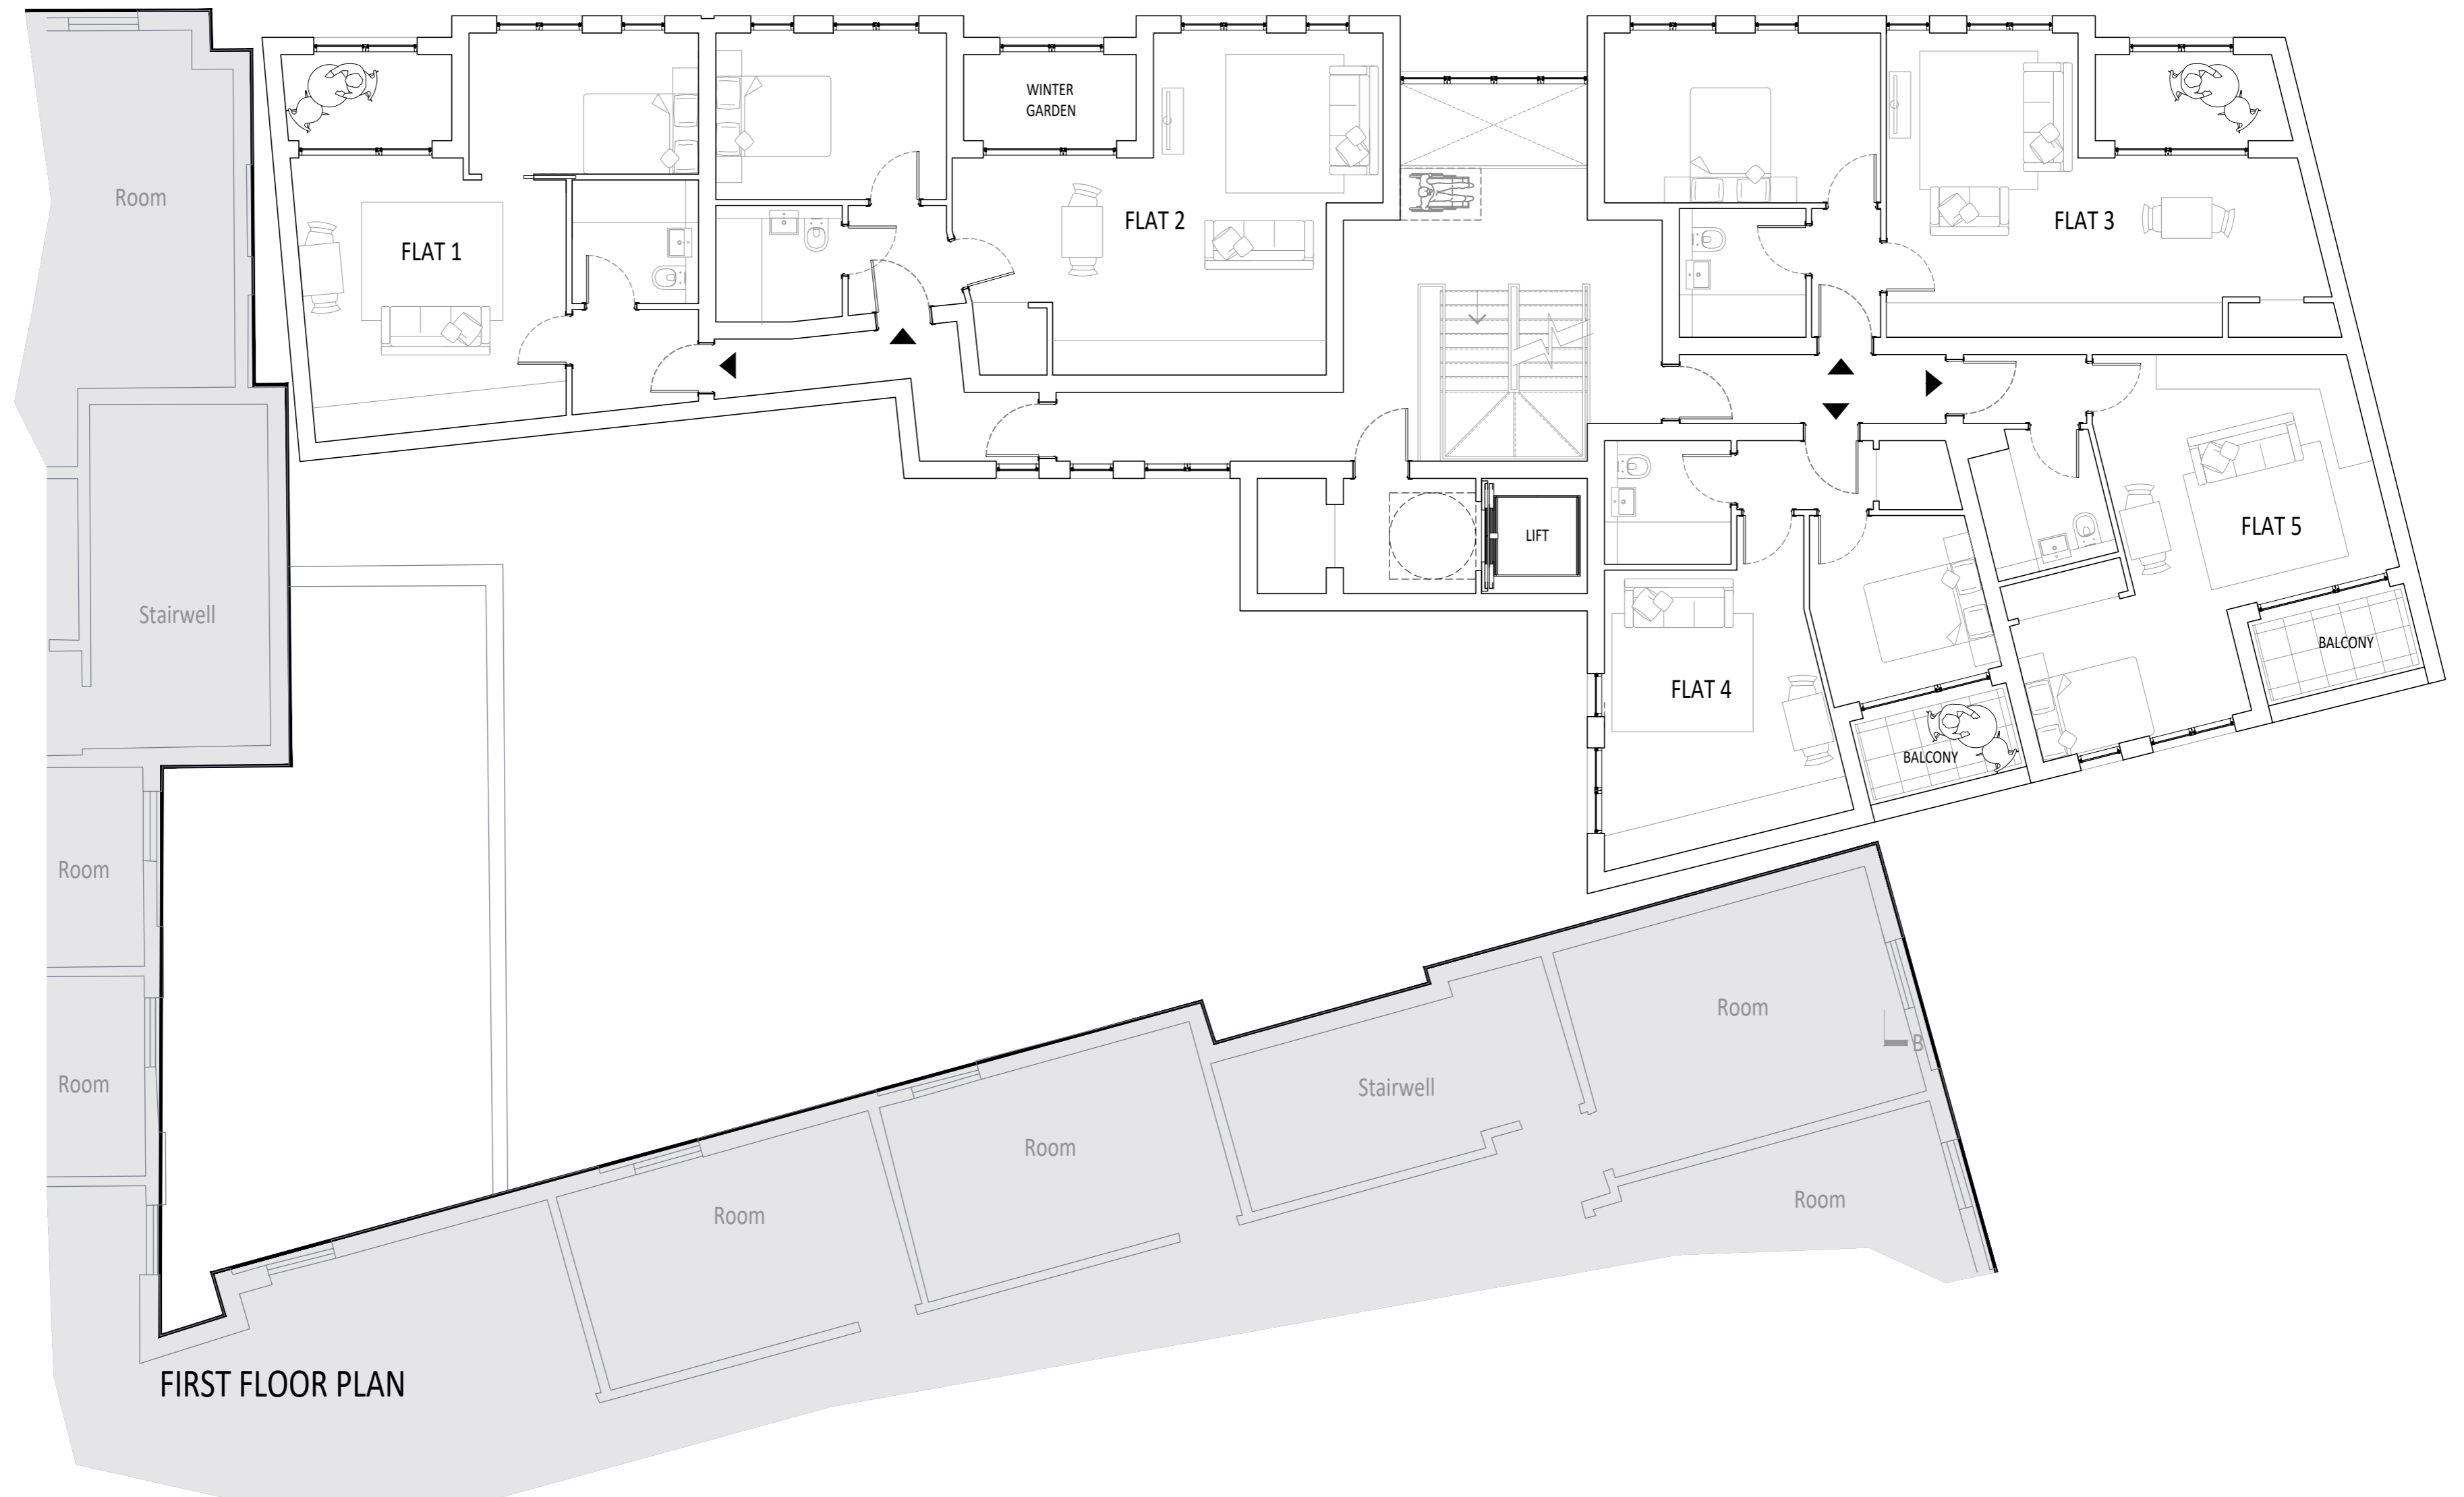 WINTER
GARDEN
Room
FLAT 1
FLAT 2
FLAT 3
LIFT
FLAT 5
Stairwell
BALCONY
FLAT 4
BALCONY
Room
Room
B
Room
Stairwell
Room
Room
Room
FIRST FLOOR PLAN